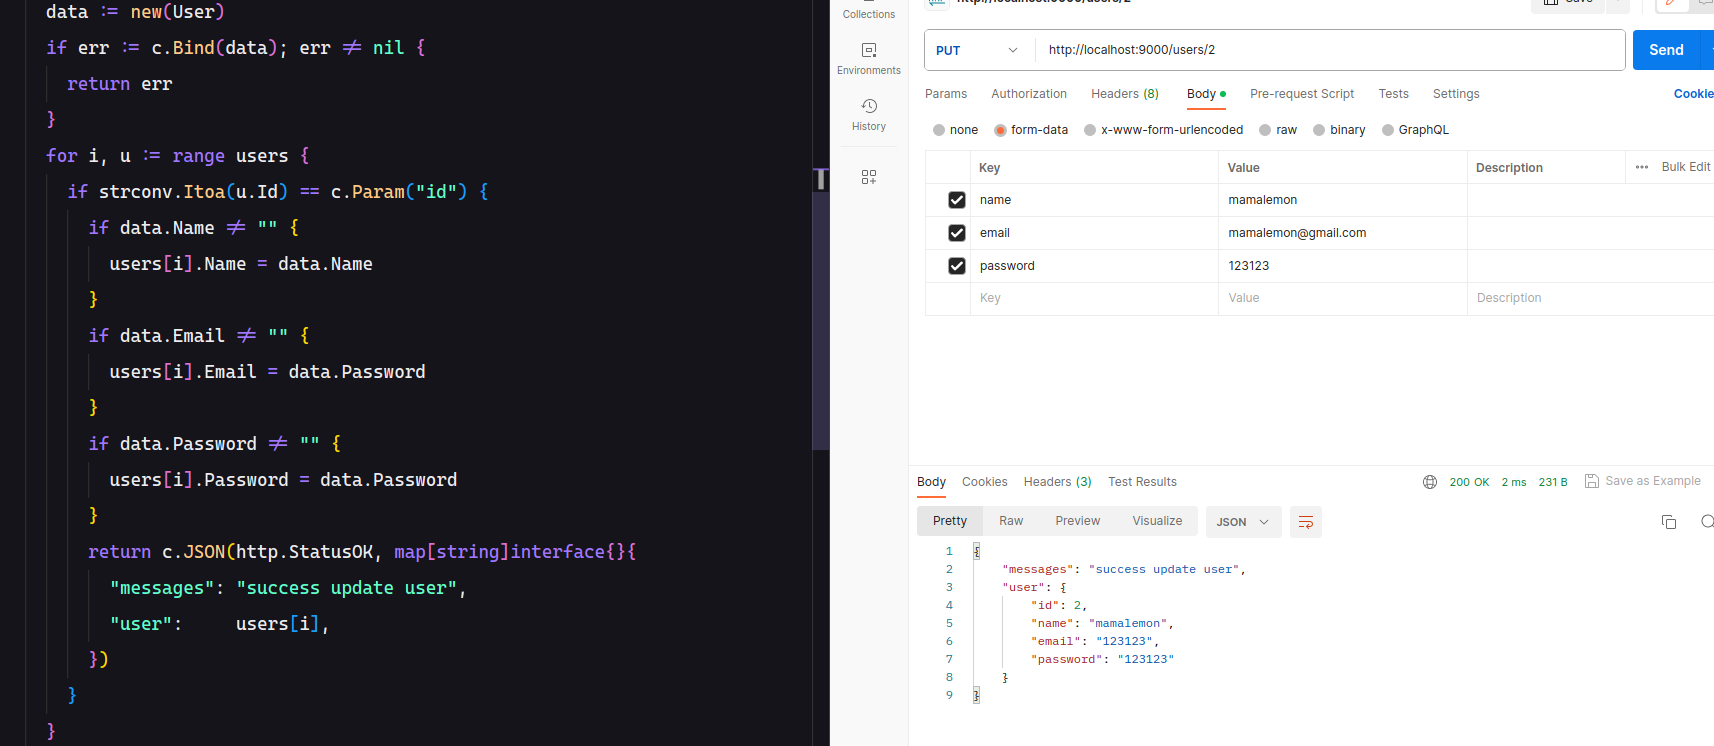 data := new(User)
if err := c.Bind(data); err != nil {
return err
}
for i, u := range users {
if strconv.Itoa(u.Id) == c.Param("id") {
if data.Name != "" {
users[i].Name = data.Name
}
if data.Email != "" {
users[i].Email = data.Password
}
if data.Password != "" {
users[i].Password = data.Password
}
return c.JSON(http.StatusOK, map[string]interface{}{
"messages": "success update user",
"user":     users[i],
})
}
}
Collections
Environments
History
PUT http://localhost:9000/users/2 Send
Params Authorization Headers (8) Body Pre-request Script Tests Settings Cookie
none form-data x-www-form-urlencoded raw binary GraphQL
Key Value Description Bulk Edit
name mamalemon
email mamalemon@gmail.com
password 123123
Key Value Description
Body Cookies Headers (3) Test Results 200 OK 2 ms 231 B Save as Example
Pretty Raw Preview Visualize JSON
1 {
2 "messages": "success update user",
3 "user": {
4 "id": 2,
5 "name": "mamalemon",
6 "email": "123123",
7 "password": "123123"
8 }
9 }